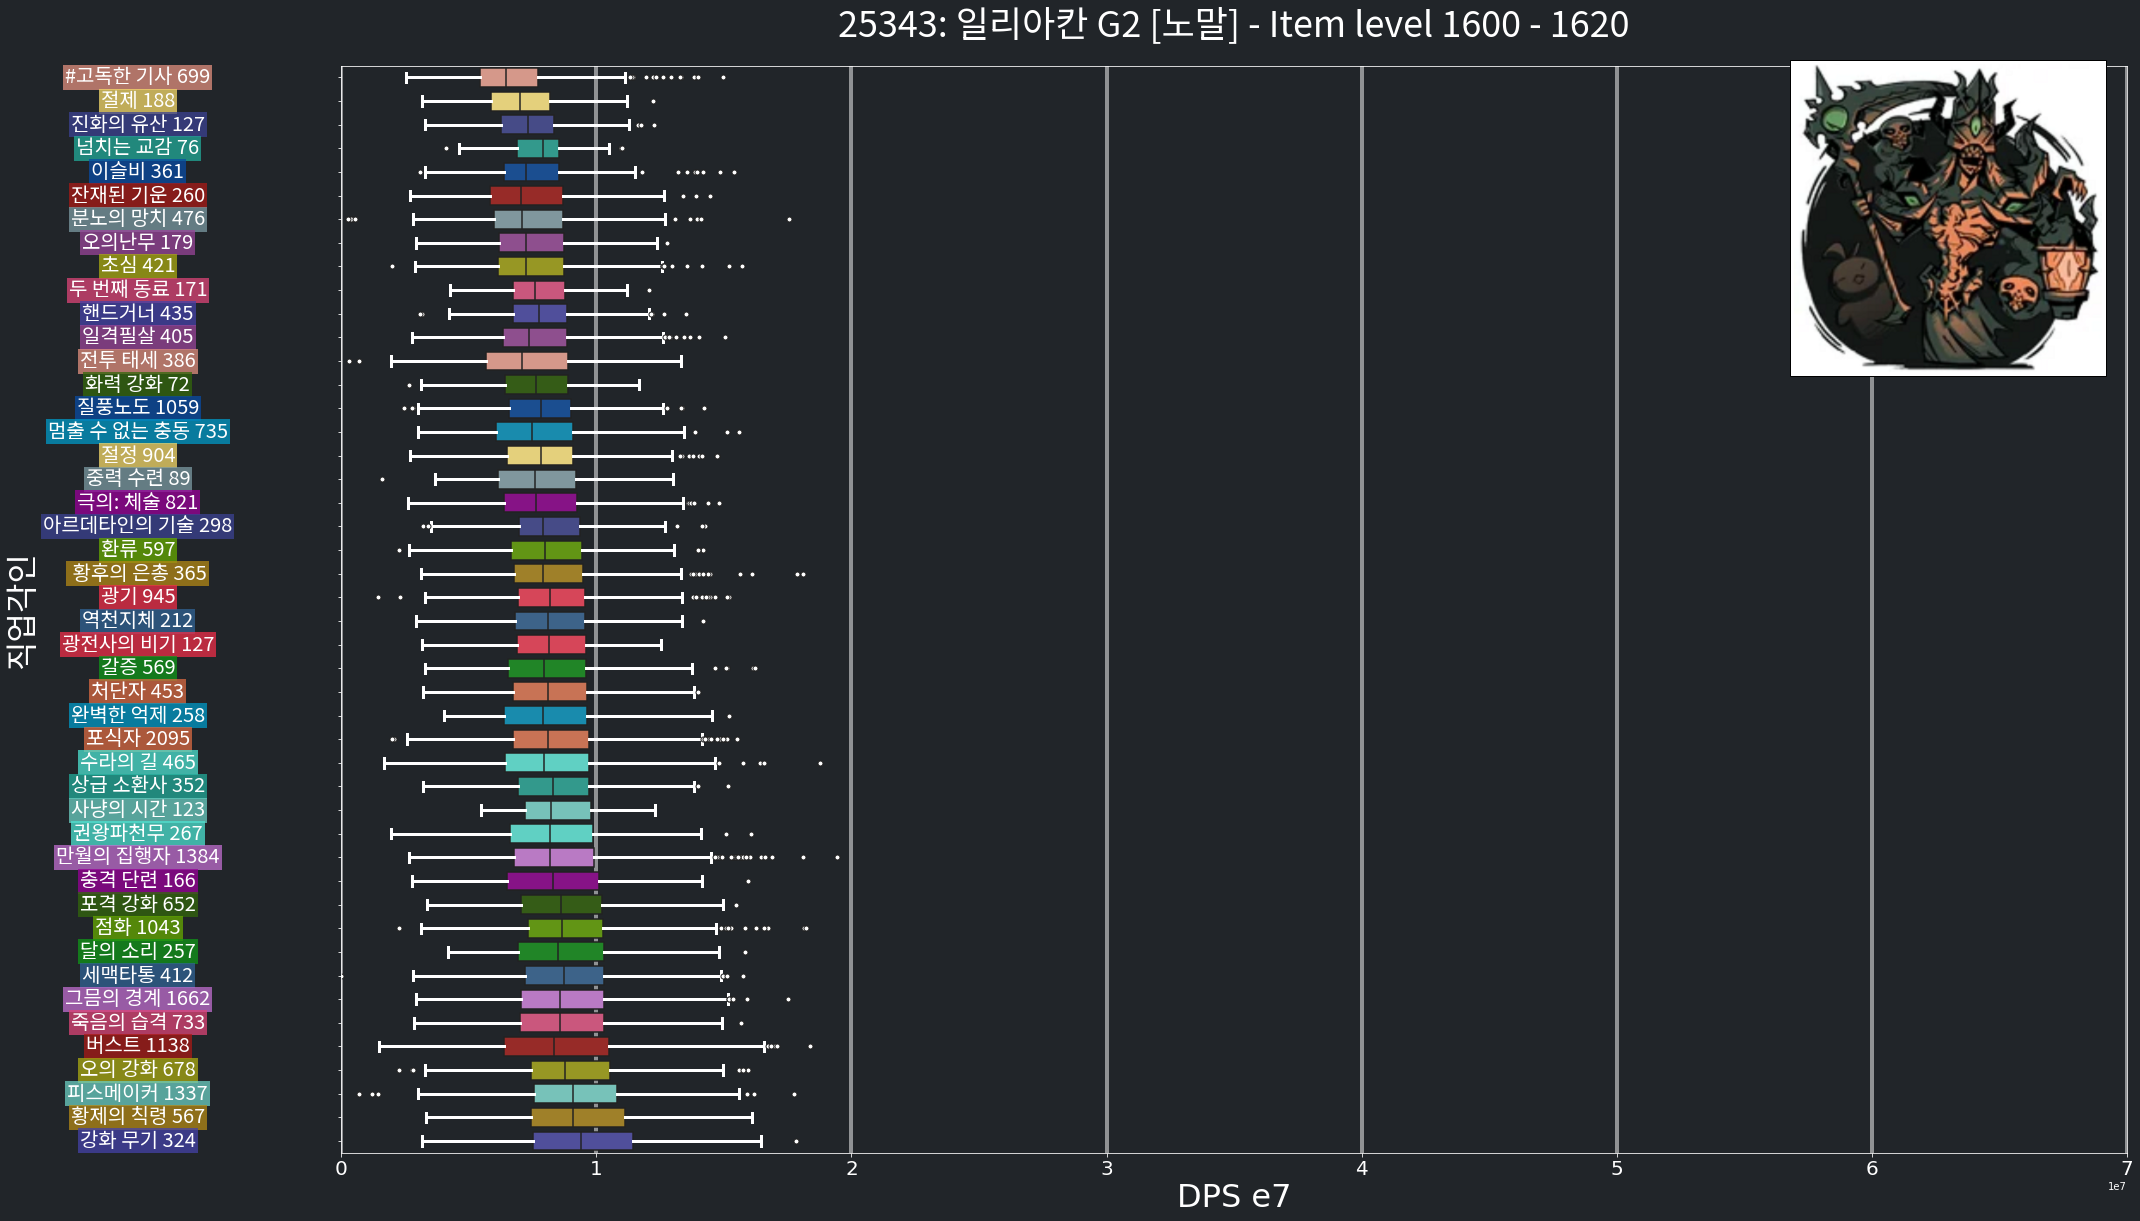 25343: 일리아칸 G2 [노말] - Item level 1600 - 1620
#고독한 기사 699
절제 188
진화의 유산 127
넘치는 교감 76
이슬비 361
잔재된 기운 260
분노의 망치 476
오의난무 179
초심 421
두 번째 동료 171
핸드거너 435
일격필살 405
전투 태세 386
화력 강화 72
질풍노도 1059
멈출 수 없는 충동 735
절정 904
중력 수련 89
극의: 체술 821
아르데타인의 기술 298
환류 597
황후의 은총 365
광기 945
역천지체 212
광전사의 비기 127
갈증 569
처단자 453
완벽한 억제 258
포식자 2095
수라의 길 465
상급 소환사 352
사냥의 시간 123
권왕파천무 267
만월의 집행자 1384
충격 단련 166
포격 강화 652
점화 1043
달의 소리 257
세맥타통 412
그믐의 경계 1662
죽음의 습격 733
버스트 1138
오의 강화 678
피스메이커 1337
황제의 칙령 567
강화 무기 324
직업각인
0 1 2 3 4 5 6 7
DPS e7
1e7